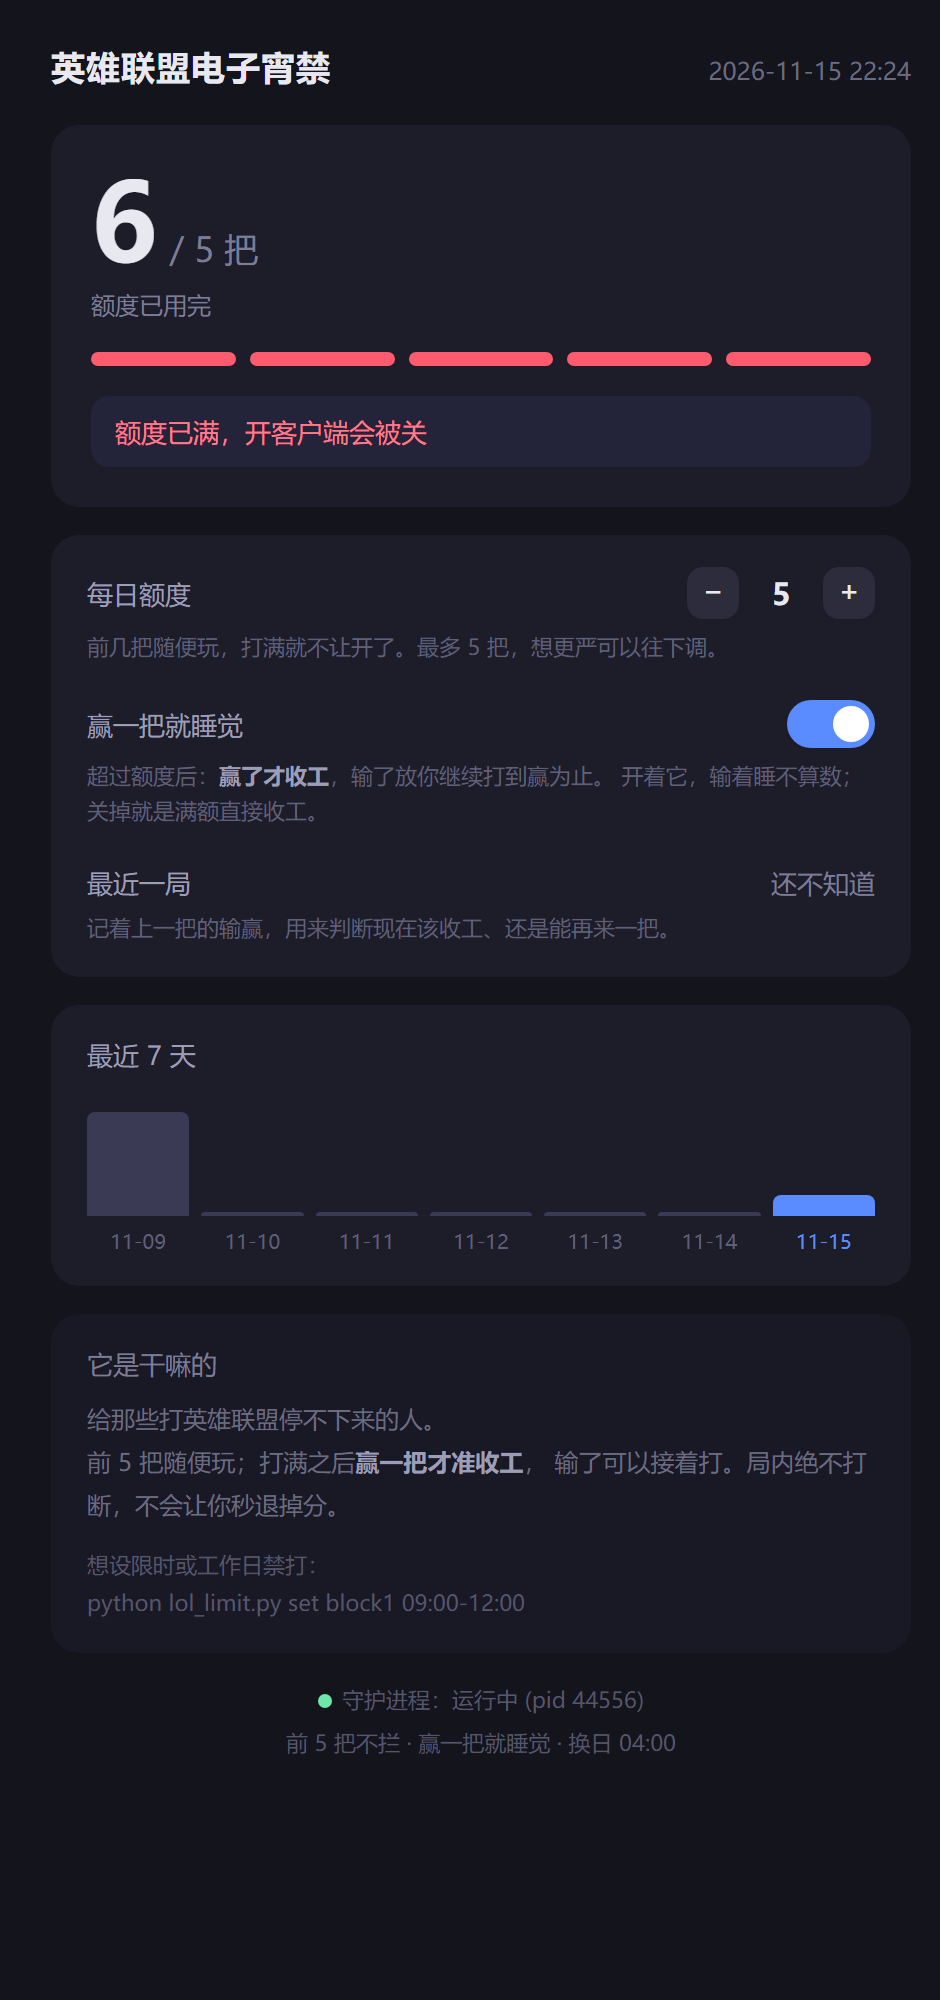 英雄联盟电子宵禁
2026-11-15 22:24
6 / 5 把
额度已用完
额度已满，开客户端会被关
每日额度
− 5 +
前几把随便玩，打满就不让开了。最多 5 把，想更严可以往下调。
赢一把就睡觉
超过额度后：赢了才收工，输了放你继续打到赢为止。 开着它，输着睡不算数；
关掉就是满额直接收工。
最近一局
还不知道
记着上一把的输赢，用来判断现在该收工、还是能再来一把。
最近 7 天
11-09 11-10 11-11 11-12 11-13 11-14 11-15
它是干嘛的
给那些打英雄联盟停不下来的人。
前 5 把随便玩；打满之后赢一把才准收工， 输了可以接着打。局内绝不打
断，不会让你秒退掉分。
想设限时或工作日禁打：
python lol_limit.py set block1 09:00-12:00
守护进程：运行中 (pid 44556)
前 5 把不拦 · 赢一把就睡觉 · 换日 04:00